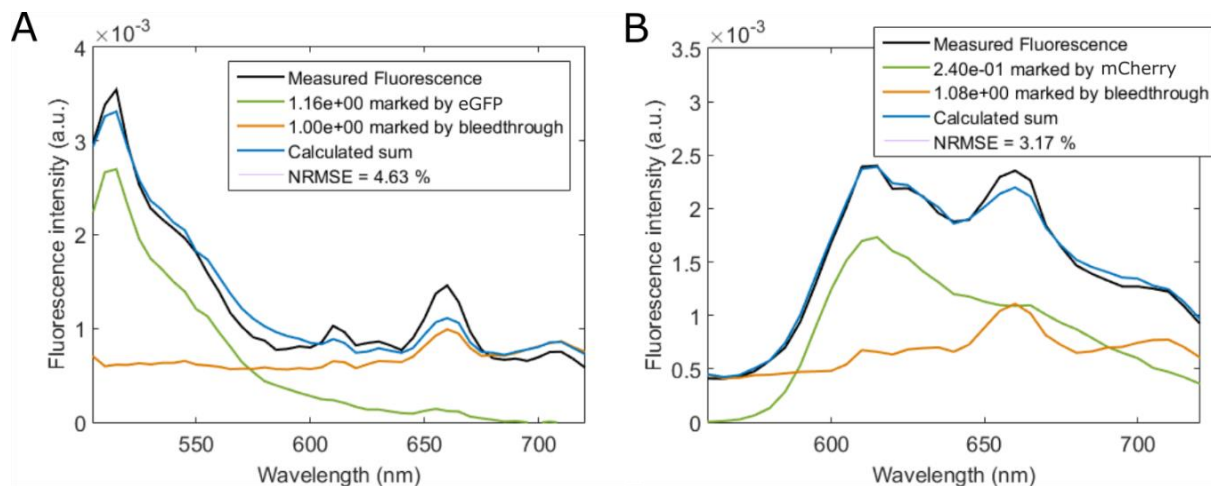 A
×10⁻³
4
3
2
1
0
Fluorescence intensity (a.u.)
Measured Fluorescence
1.16e+00 marked by eGFP
1.00e+00 marked by bleedthrough
Calculated sum
NRMSE = 4.63 %
550 600 650 700
Wavelength (nm)
B
×10⁻³
3.5
3
2.5
2
1.5
1
0.5
0
Fluorescence intensity (a.u.)
Measured Fluorescence
2.40e-01 marked by mCherry
1.08e+00 marked by bleedthrough
Calculated sum
NRMSE = 3.17 %
600 650 700
Wavelength (nm)